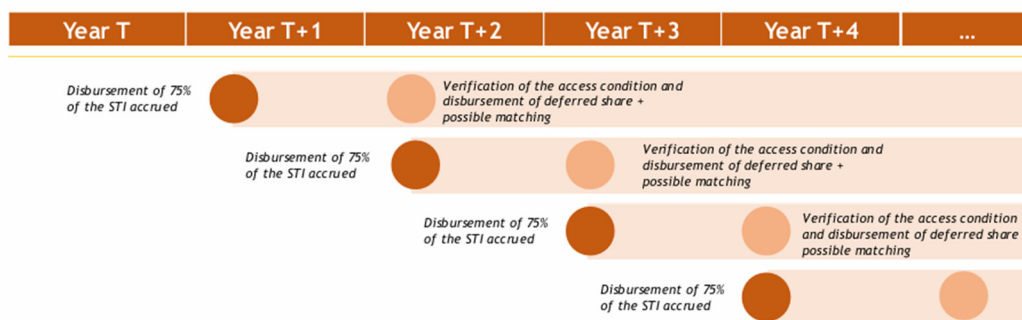 Year T Year T+1 Year T+2 Year T+3 Year T+4 ...
Disbursement of 75%
of the STI accrued
Verification of the access condition and
disbursement of deferred share +
possible matching
Disbursement of 75%
of the STI accrued
Verification of the access condition and
disbursement of deferred share +
possible matching
Disbursement of 75%
of the STI accrued
Verification of the access condition
and disbursement of deferred share
possible matching
Disbursement of 75%
of the STI accrued